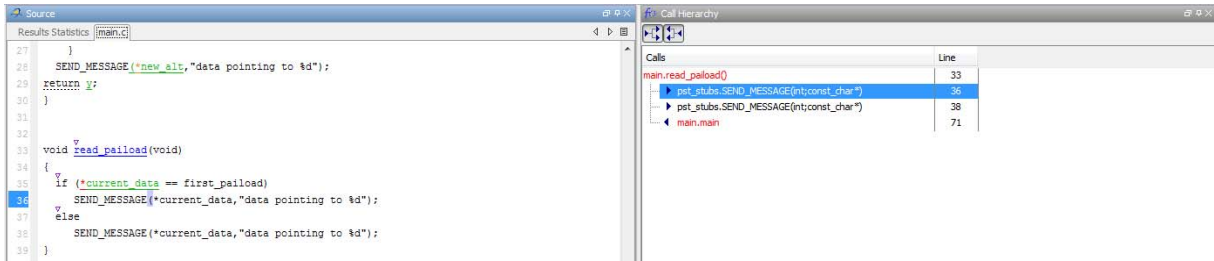 Source
Results Statistics main.c
27 }
28 SEND_MESSAGE(*new_alt,"data pointing to %d");
29 return y;
30 }
31
32
33 void read_paiload(void)
34 {
35 if (*current_data == first_paiload)
36 SEND_MESSAGE(*current_data,"data pointing to %d");
37 else
38 SEND_MESSAGE(*current_data,"data pointing to %d");
39 }
fx Call Hierarchy
Calls Line
main.read_paiload() 33
pst_stubs.SEND_MESSAGE(int;const_char*) 36
pst_stubs.SEND_MESSAGE(int;const_char*) 38
main.main 71